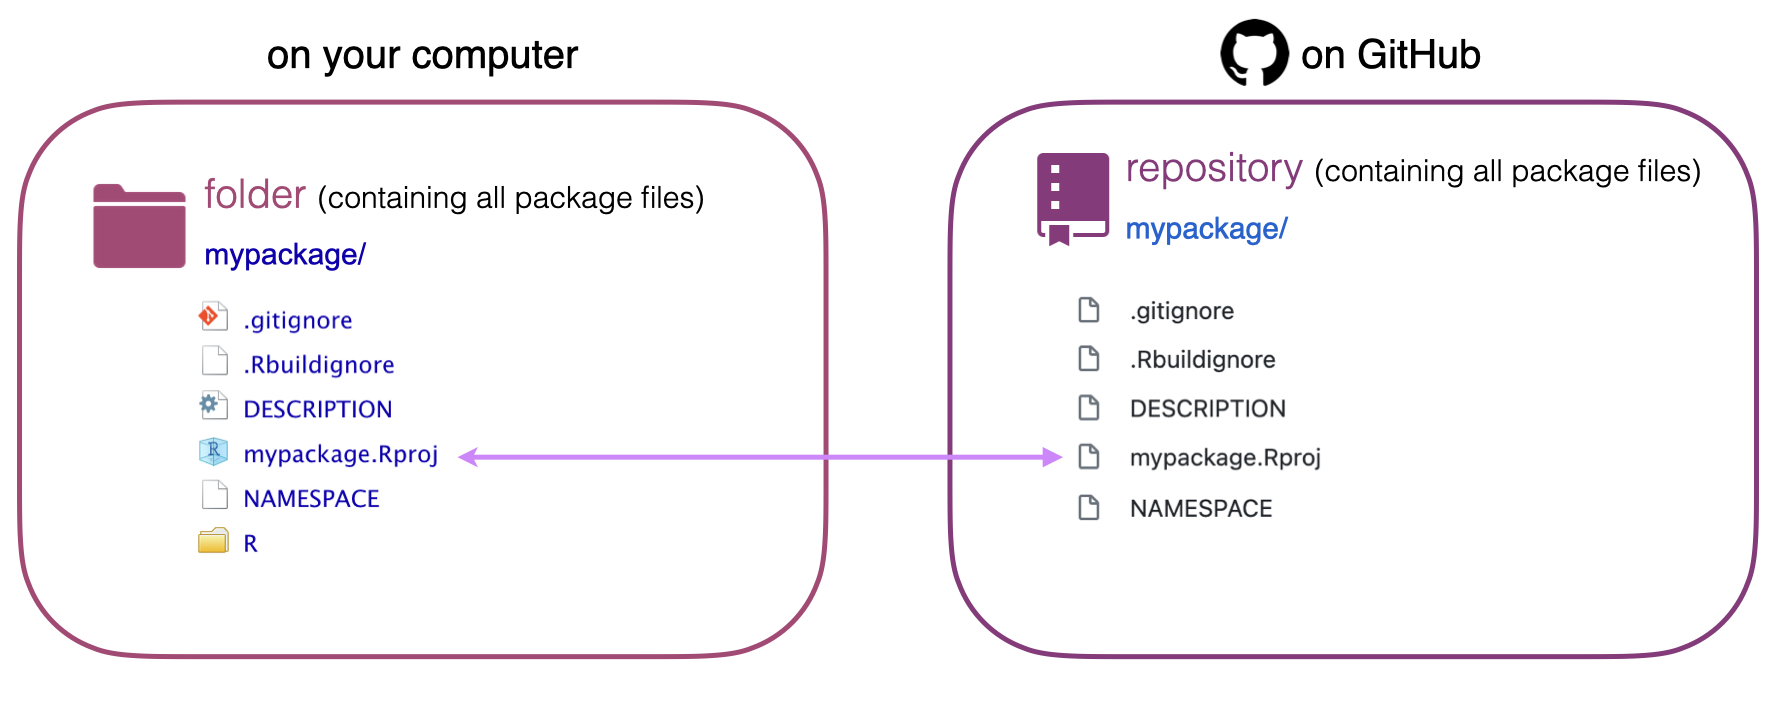 on your computer
folder (containing all package files)
mypackage/
.gitignore
.Rbuildignore
DESCRIPTION
mypackage.Rproj
NAMESPACE
R
on GitHub
repository (containing all package files)
mypackage/
.gitignore
.Rbuildignore
DESCRIPTION
mypackage.Rproj
NAMESPACE